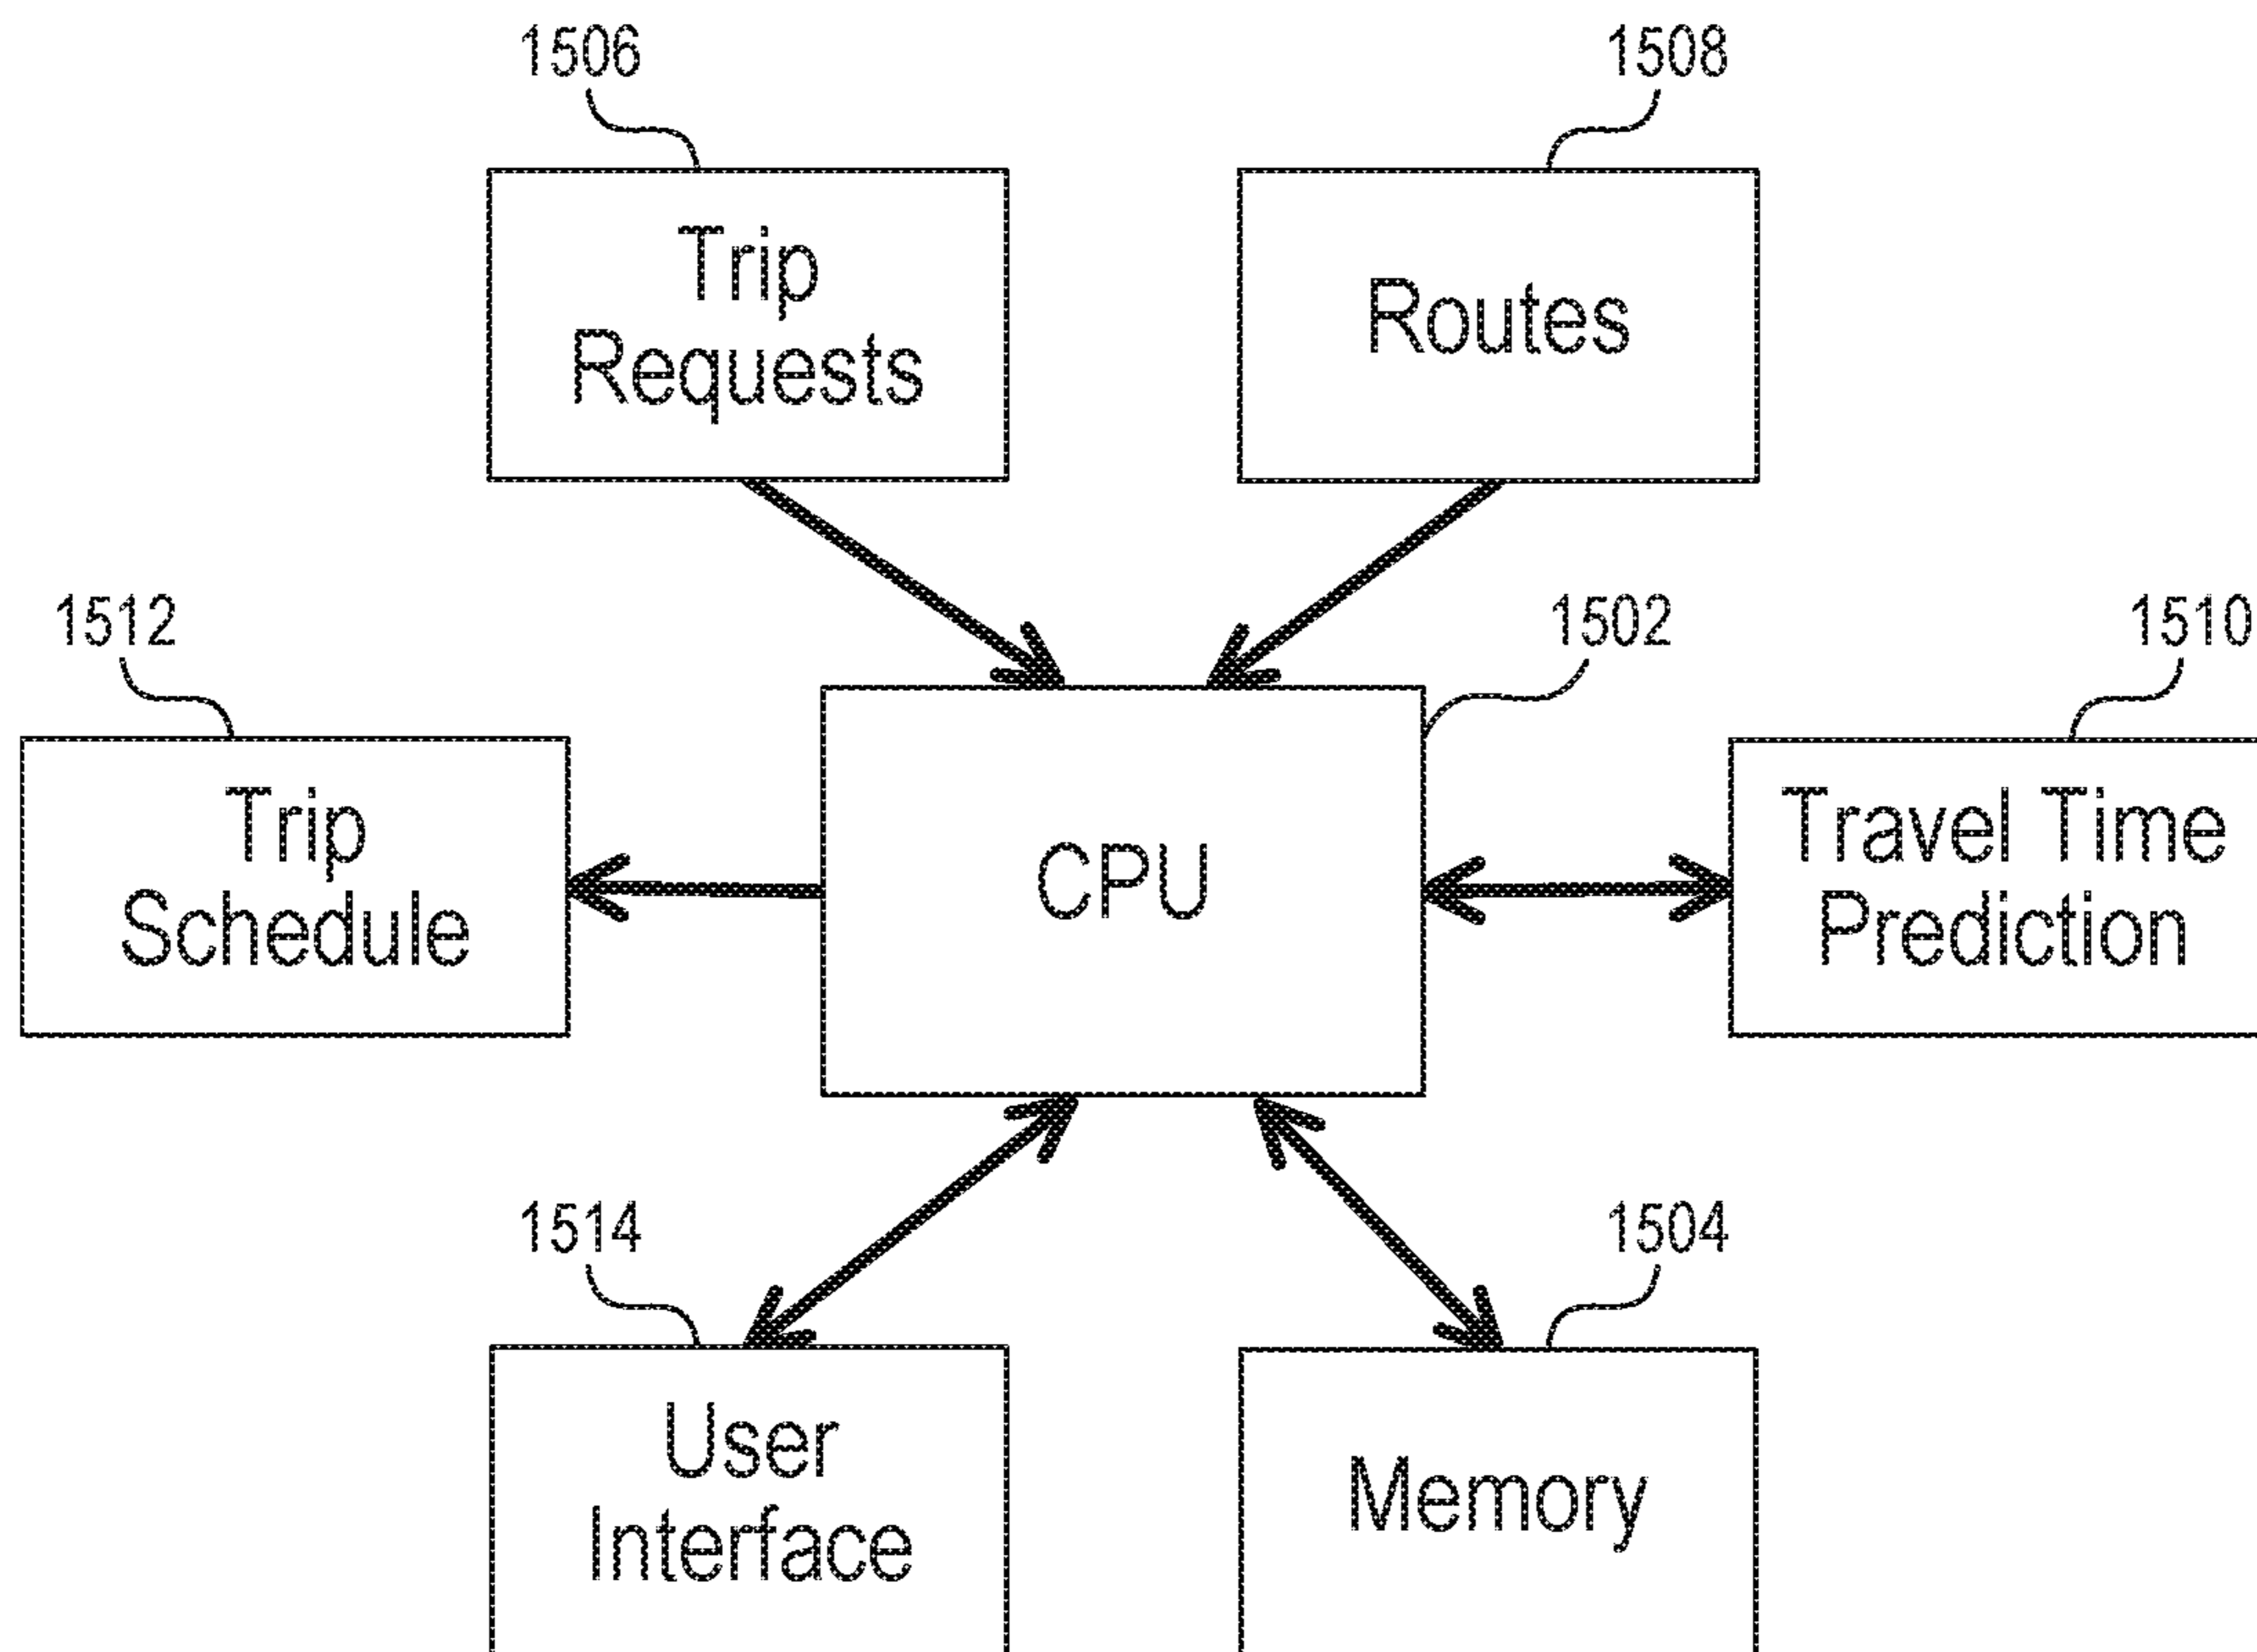 1506
1508
Trip
Requests
Routes
1512
1502
1510
Trip
Schedule
CPU
Travel Time
Prediction
1514
1504
User
Interface
Memory